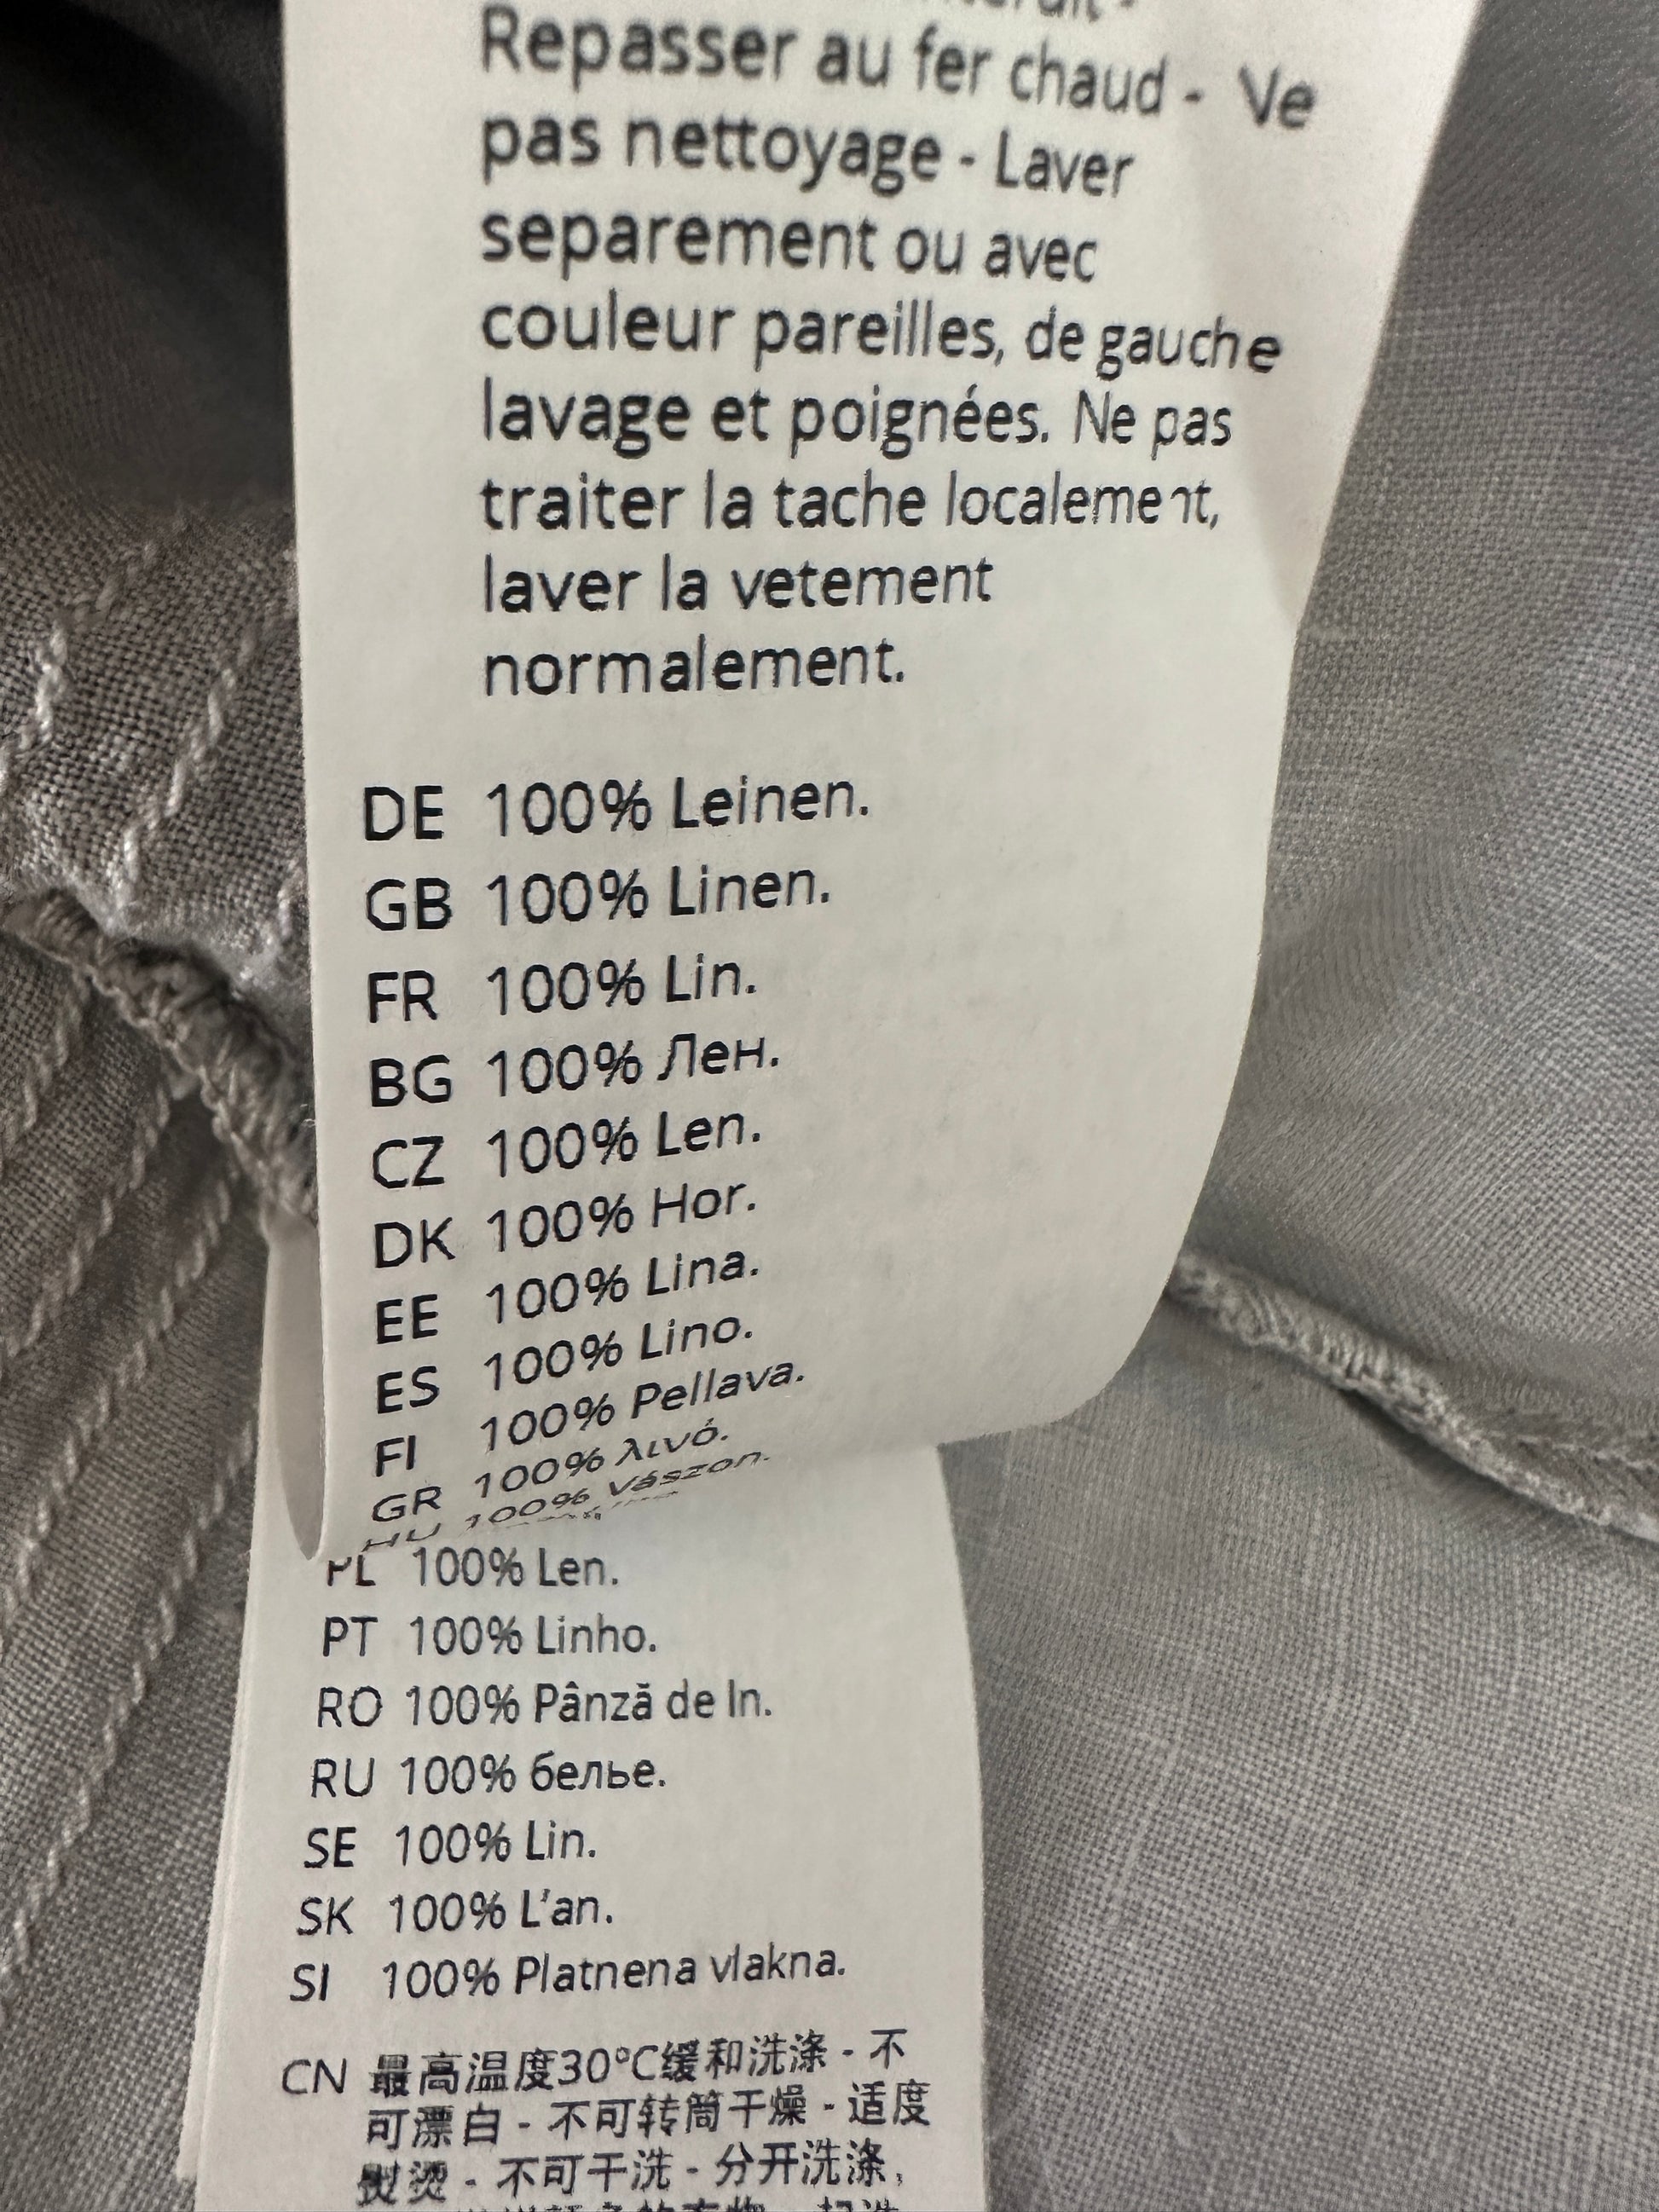 Repasser au fer chaud - Ve
pas nettoyage - Laver
separement ou avec
couleur pareilles, de gauche
lavage et poignées. Ne pas
traiter la tache localement,
laver la vetement
normalement.
DE 100% Leinen.
GB 100% Linen.
FR 100% Lin.
BG 100% Лен.
CZ 100% Len.
DK 100% Hor.
EE 100% Lina.
ES 100% Lino.
FI 100% Pellava.
GR 100% λινό.
HU 100% Vászon.
PL 100% Len.
PT 100% Linho.
RO 100% Pânză de In.
RU 100% белье.
SE 100% Lin.
SK 100% L'an.
SI 100% Platnena vlakna.
CN 最高温度30°C缓和洗涤 - 不
可漂白 - 不可转筒干燥 - 适度
熨烫 - 不可干洗 - 分开洗涤,